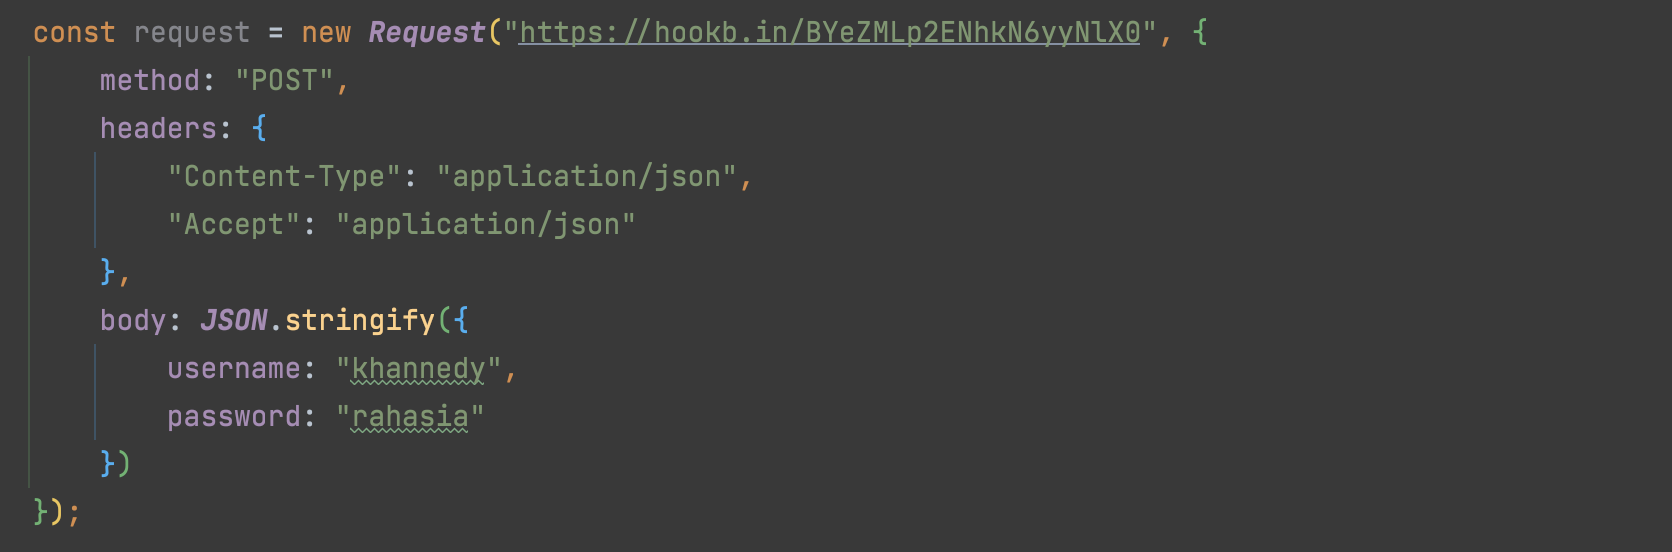 const request = new Request("https://hookb.in/BYeZMLp2ENhkN6yyNlX0", {
    method: "POST",
    headers: {
        "Content-Type": "application/json",
        "Accept": "application/json"
    },
    body: JSON.stringify({
        username: "khannedy",
        password: "rahasia"
    })
});